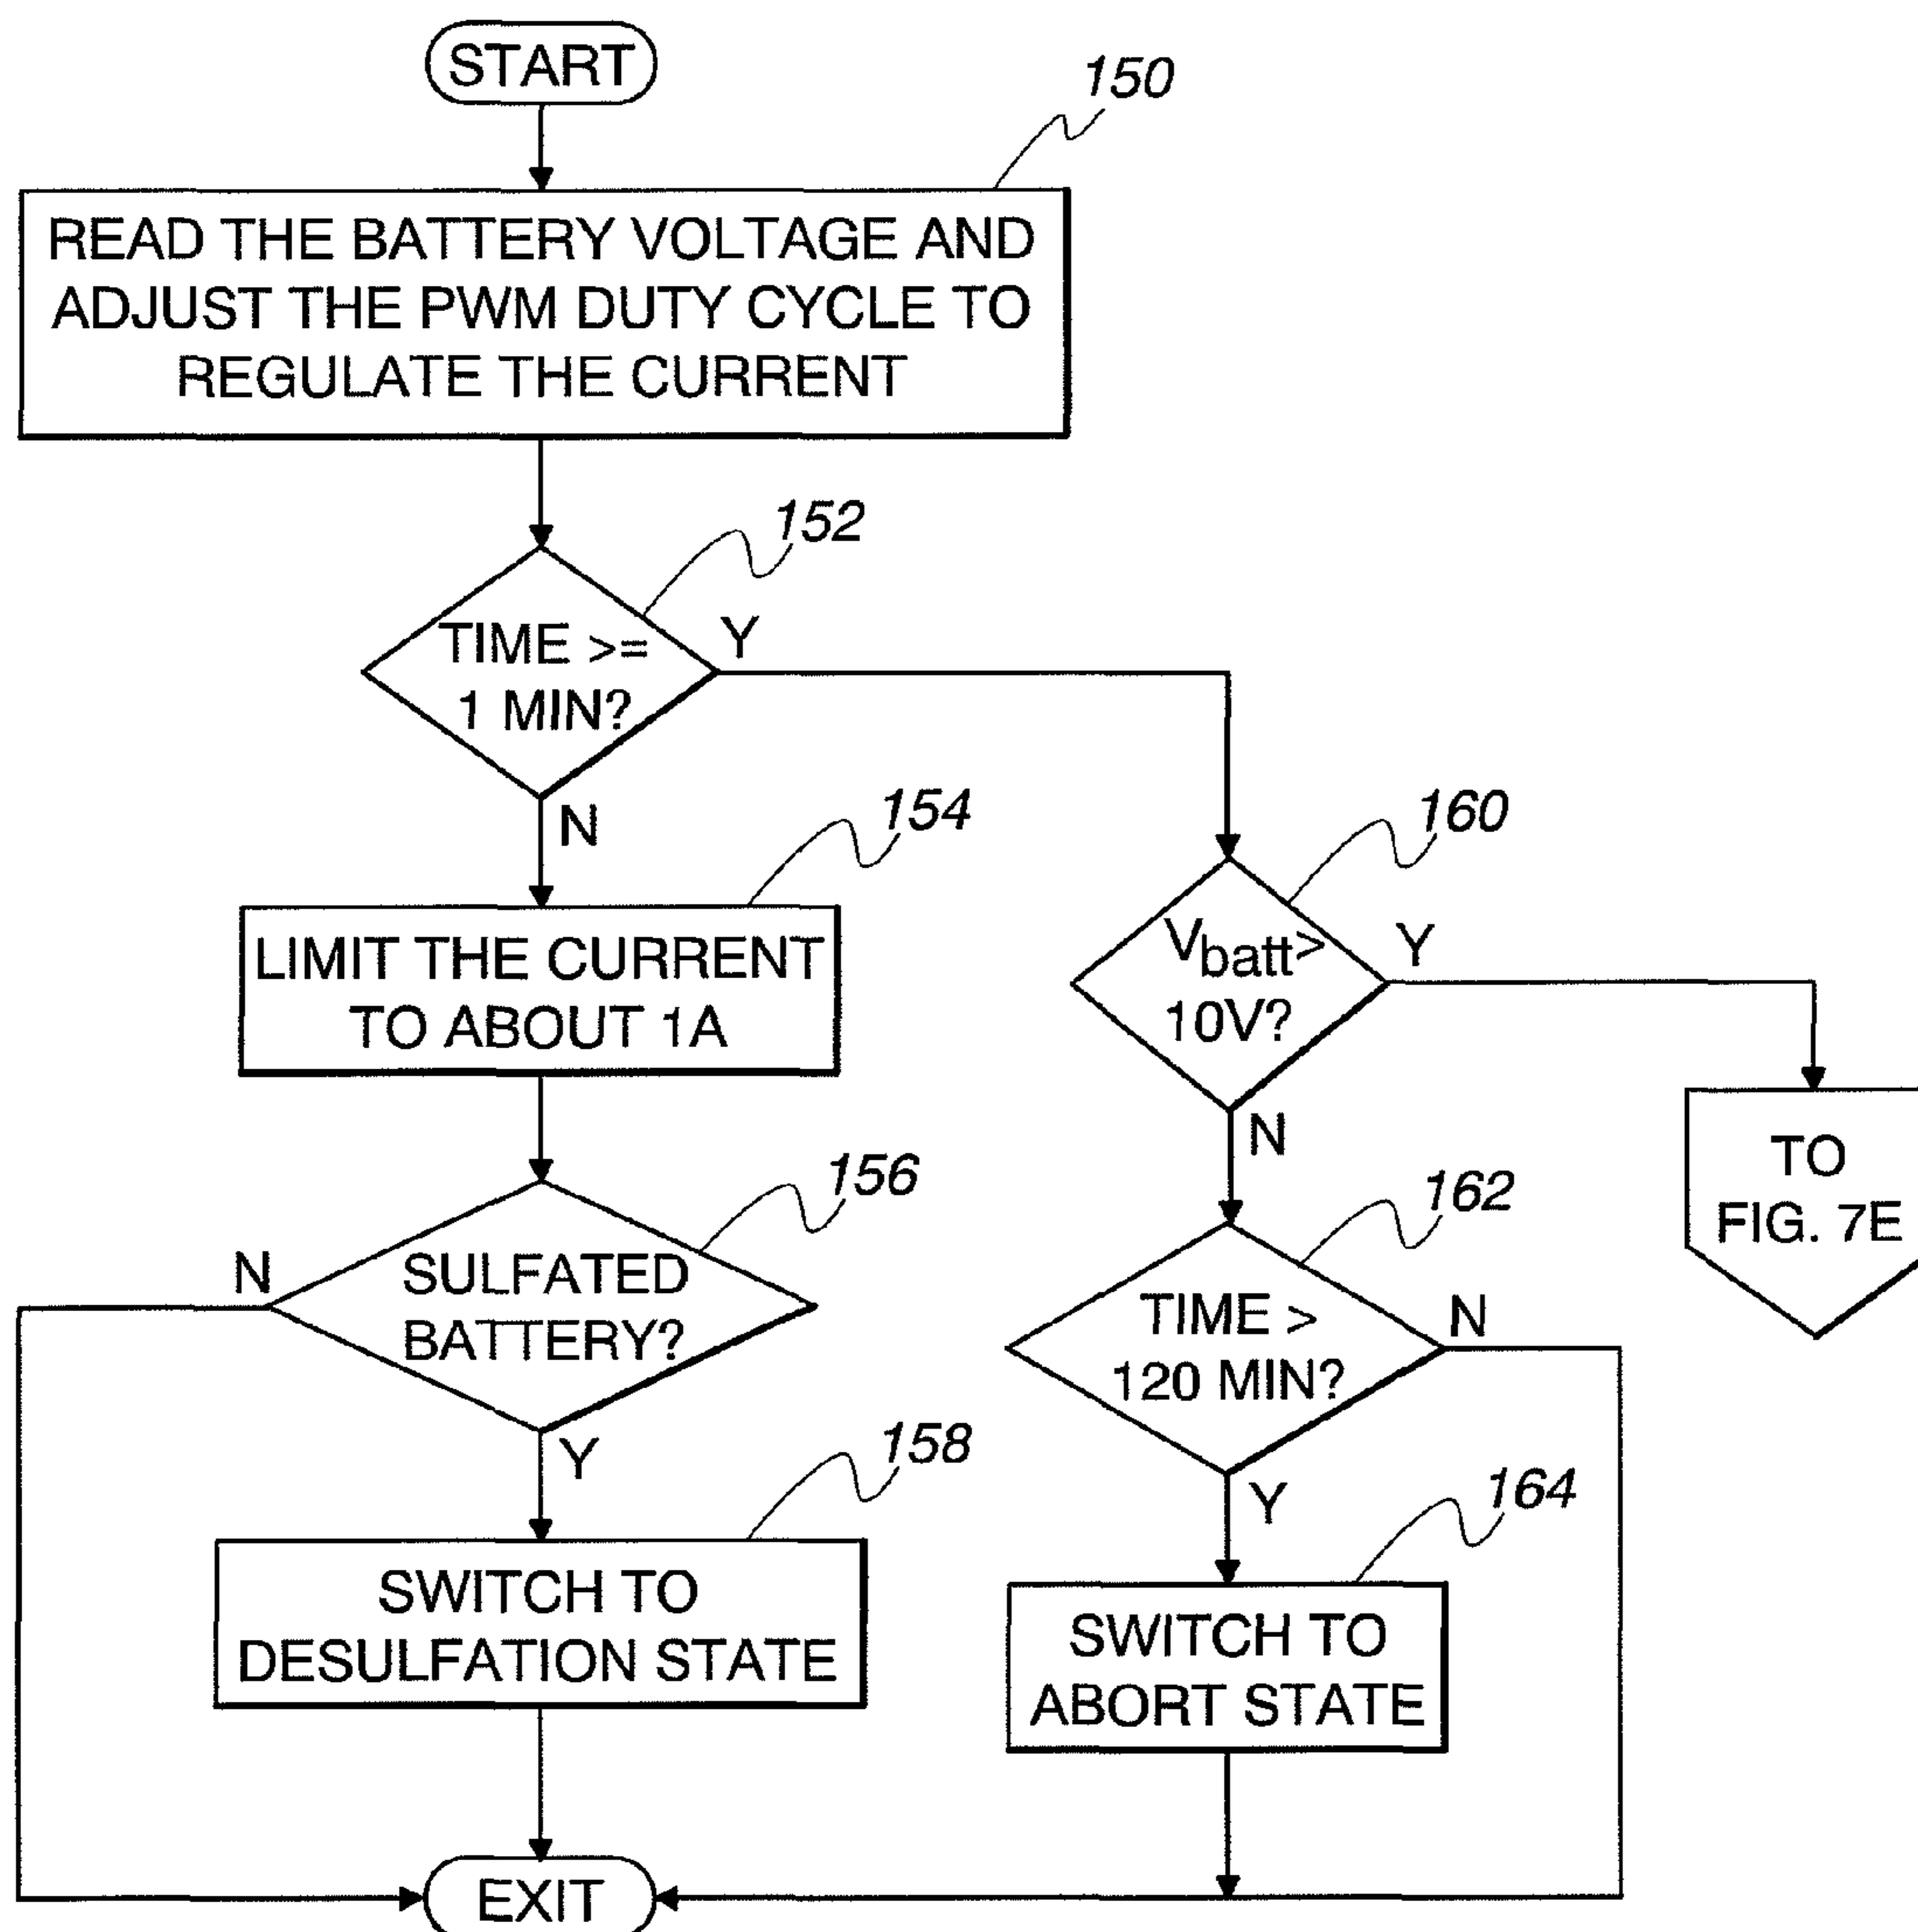 START
150
READ THE BATTERY VOLTAGE AND
ADJUST THE PWM DUTY CYCLE TO
REGULATE THE CURRENT
152
TIME >=
1 MIN?
Y
N
154
LIMIT THE CURRENT
TO ABOUT 1A
156
SULFATED
BATTERY?
N
Y
158
SWITCH TO
DESULFATION STATE
160
Vbatt>
10V?
Y
N
TO
FIG. 7E
162
TIME >
120 MIN?
N
Y
164
SWITCH TO
ABORT STATE
EXIT